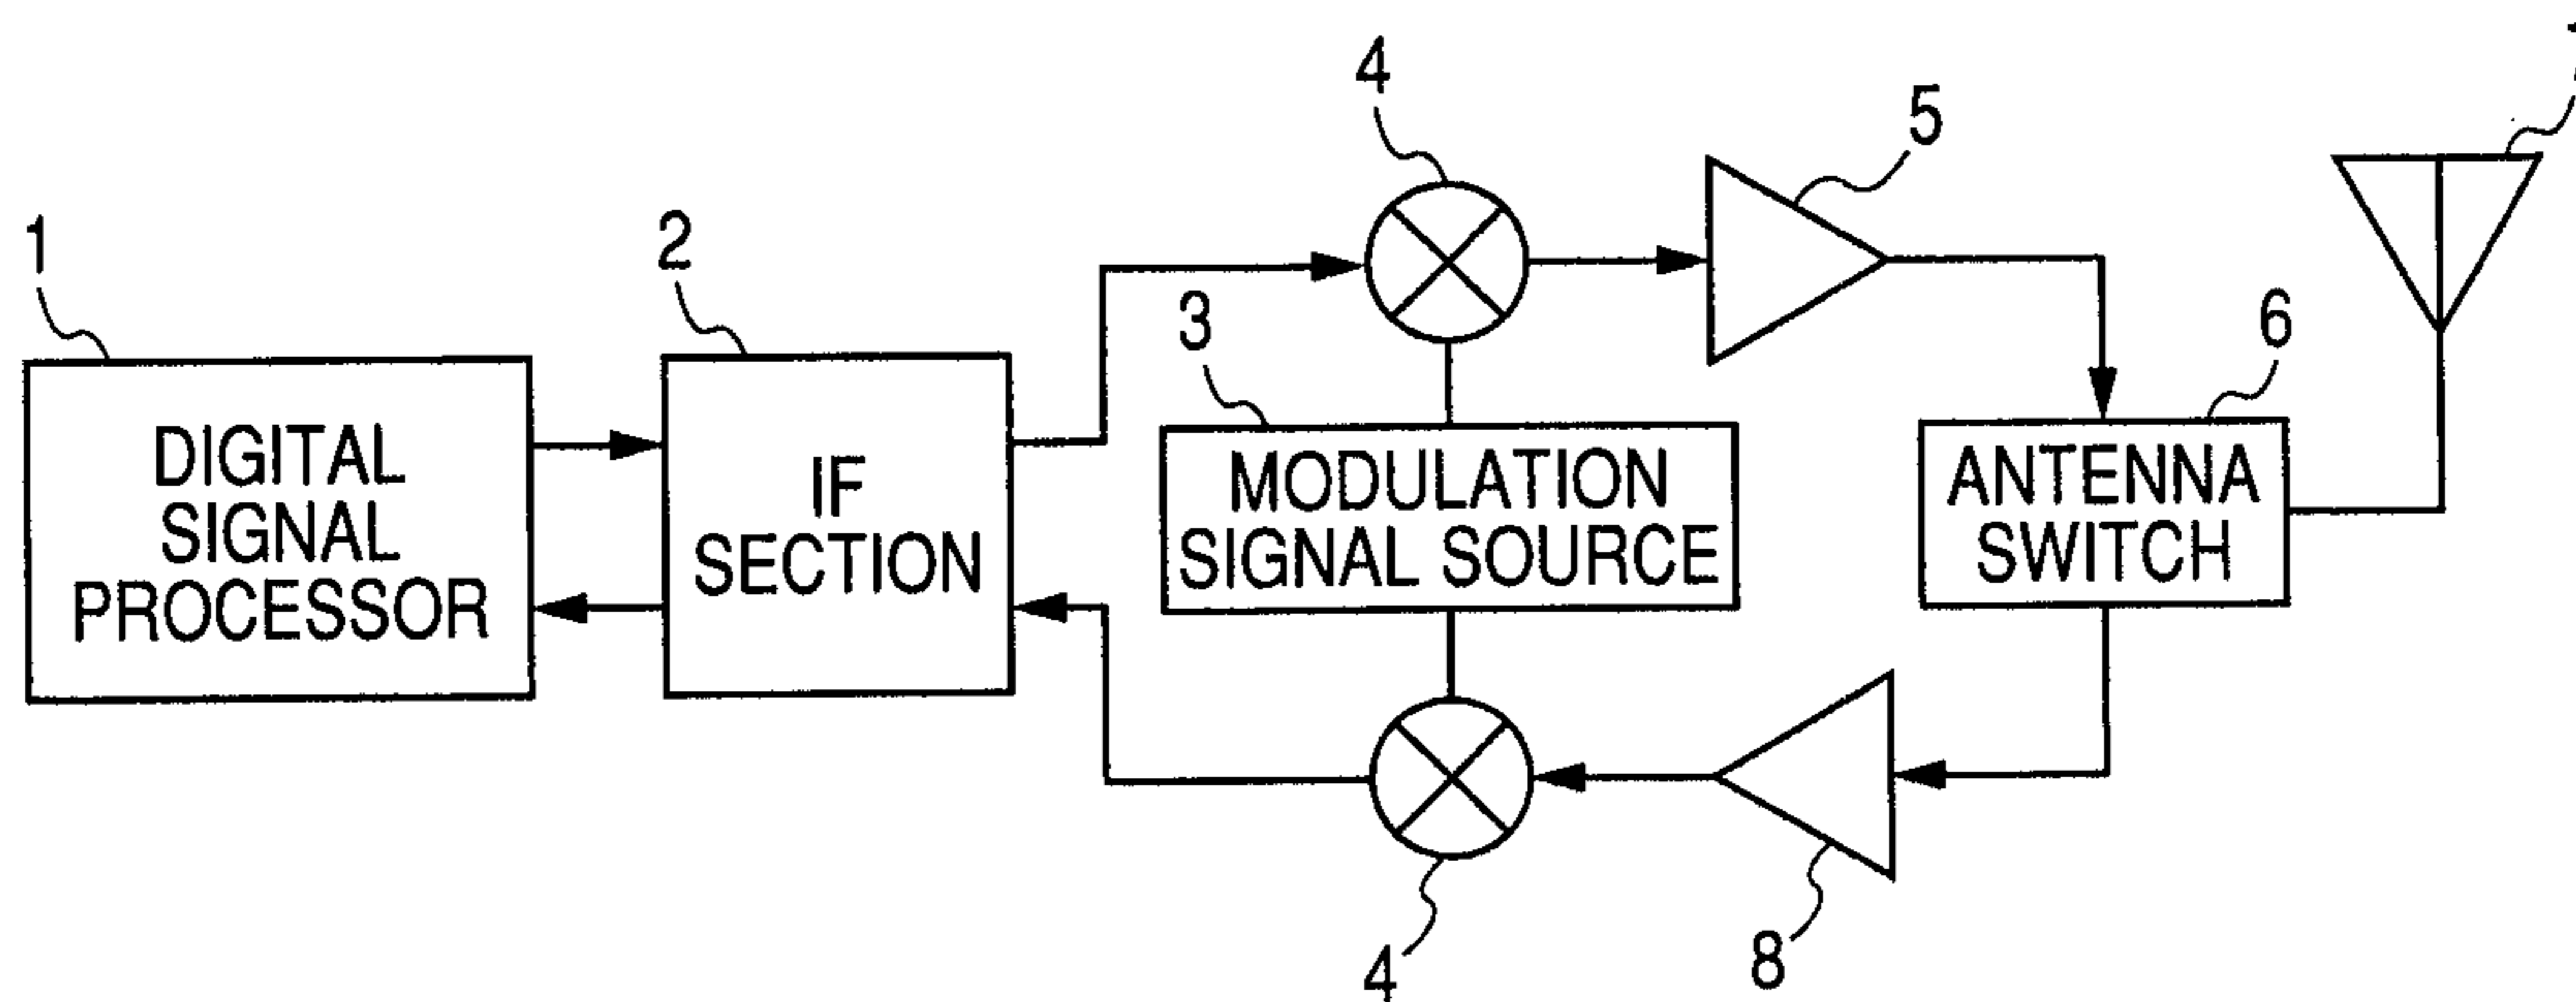 4
5
1
2
3
6
DIGITAL
SIGNAL
PROCESSOR
IF
SECTION
MODULATION
SIGNAL SOURCE
ANTENNA
SWITCH
4
8